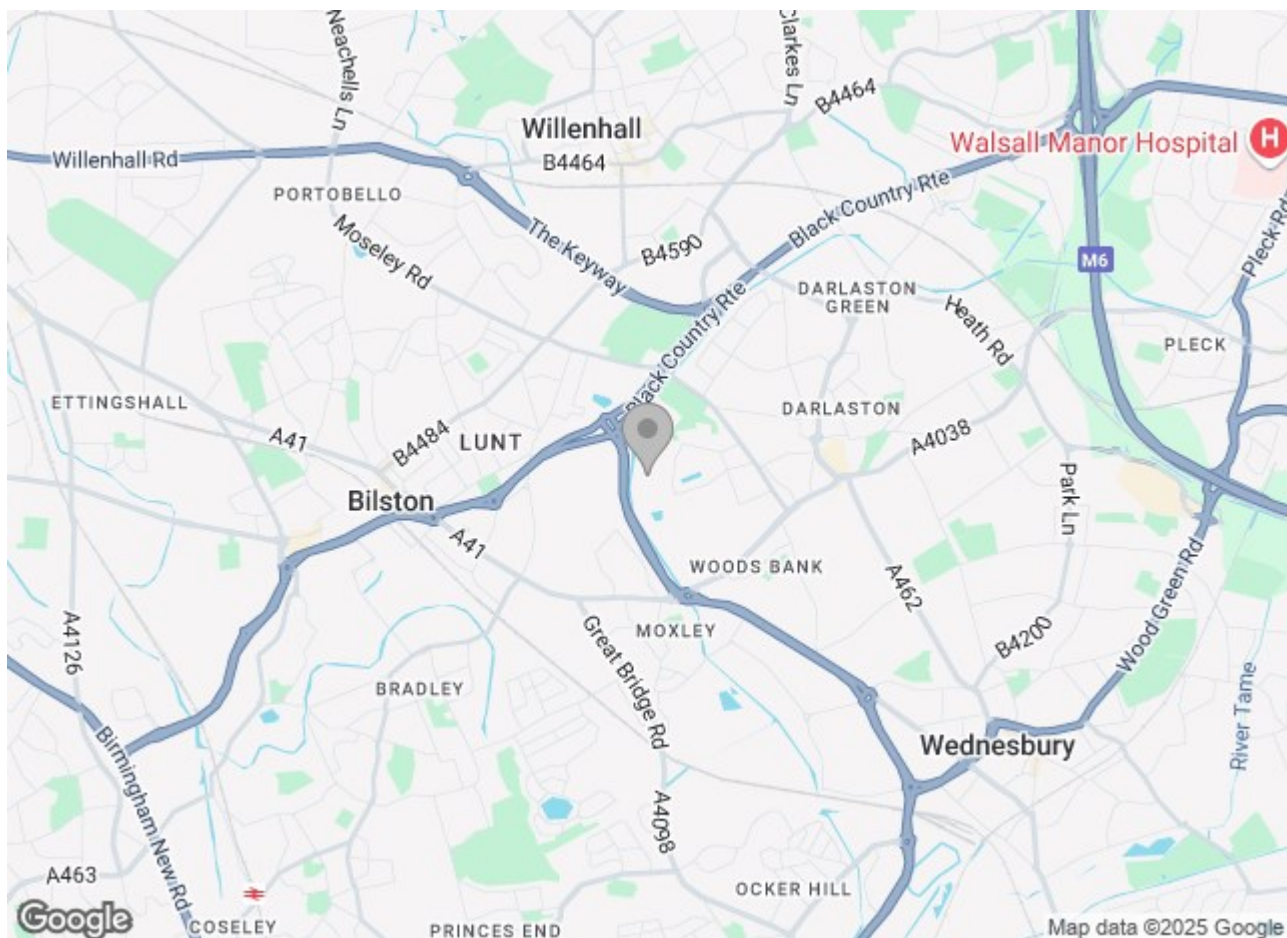 Neachells Ln
Clarkes Ln
B4464
Willenhall
B4464
Walsall Manor Hospital
H
Willenhall Rd
PORTOBELLO
Black Country Rte
Pleck Rd
Moseley Rd
The Keyway
B4590
M6
DARLASTON
GREEN
Black Country Rte
Heath Rd
PLECK
ETTINGSHALL
DARLASTON
A41
B4484
LUNT
A4038
Park Ln
Bilston
A41
WOODS BANK
A462
Wood Green Rd
A4126
MOXLEY
B4200
Great Bridge Rd
BRADLEY
River Tame
Wednesbury
Birmingham New Rd
A4098
A463
OCKER HILL
COSELEY
PRINCES END
Google
Map data ©2025 Google